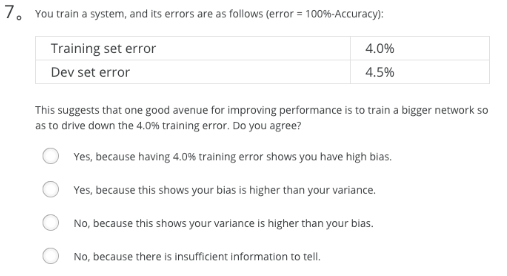 7. You train a system, and its errors are as follows (error = 100%-Accuracy):
Training set error 4.0%
Dev set error 4.5%
This suggests that one good avenue for improving performance is to train a bigger network so
as to drive down the 4.0% training error. Do you agree?
Yes, because having 4.0% training error shows you have high bias.
Yes, because this shows your bias is higher than your variance.
No, because this shows your variance is higher than your bias.
No, because there is insufficient information to tell.